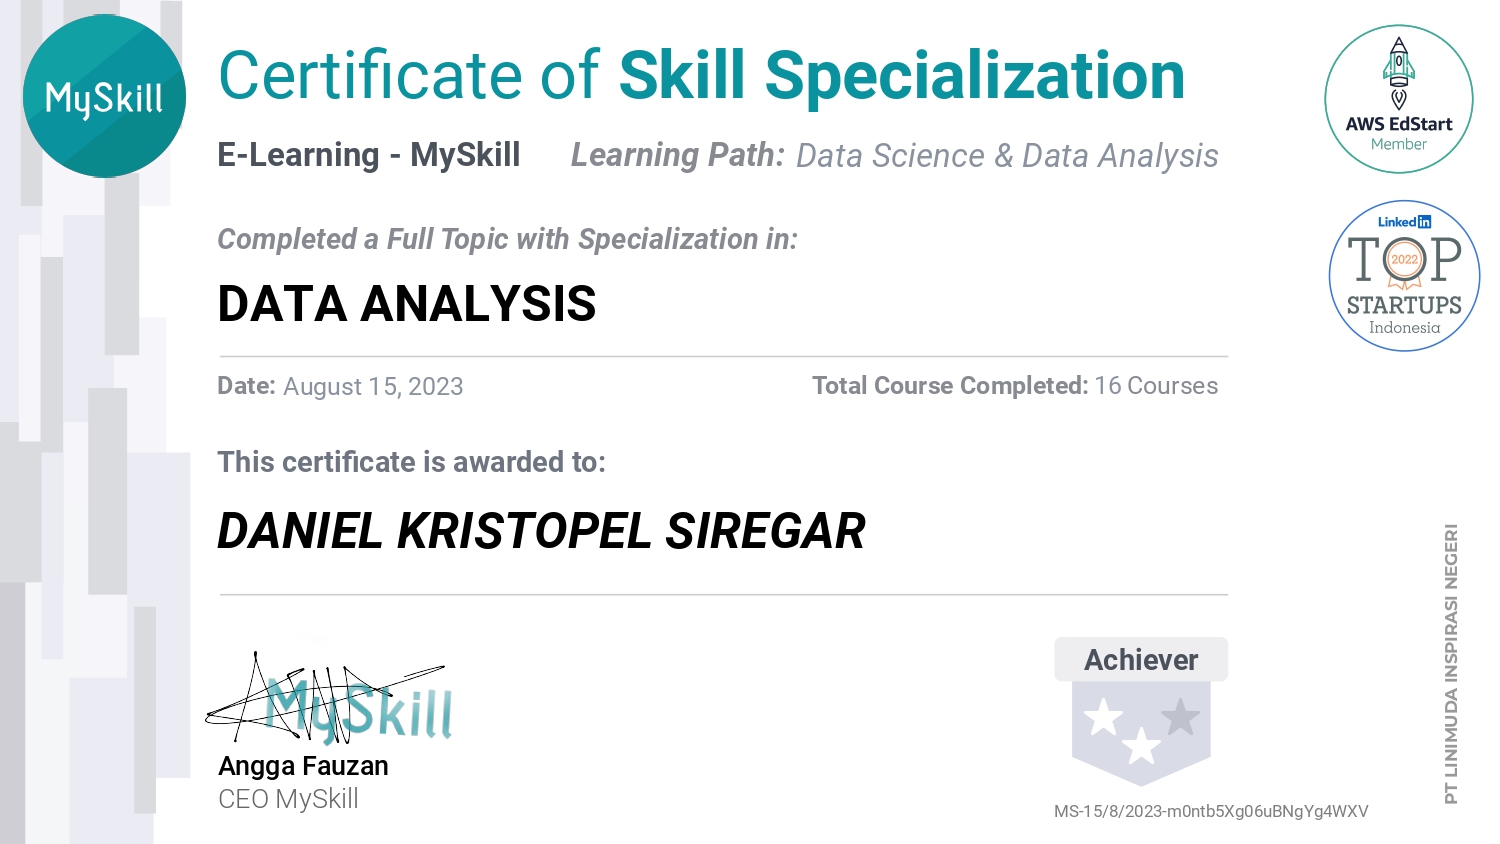 MySkill
Certificate of Skill Specialization
E-Learning - MySkill Learning Path: Data Science & Data Analysis
Completed a Full Topic with Specialization in:
DATA ANALYSIS
Date: August 15, 2023 Total Course Completed: 16 Courses
This certificate is awarded to:
DANIEL KRISTOPEL SIREGAR
MySkill
Angga Fauzan
CEO MySkill
Achiever
MS-15/8/2023-m0ntb5Xg06uBNgYg4WXV
AWS EdStart
Member
Linked in
TOP
2022
STARTUPS
Indonesia
PT LINIMUDA INSPIRASI NEGERI